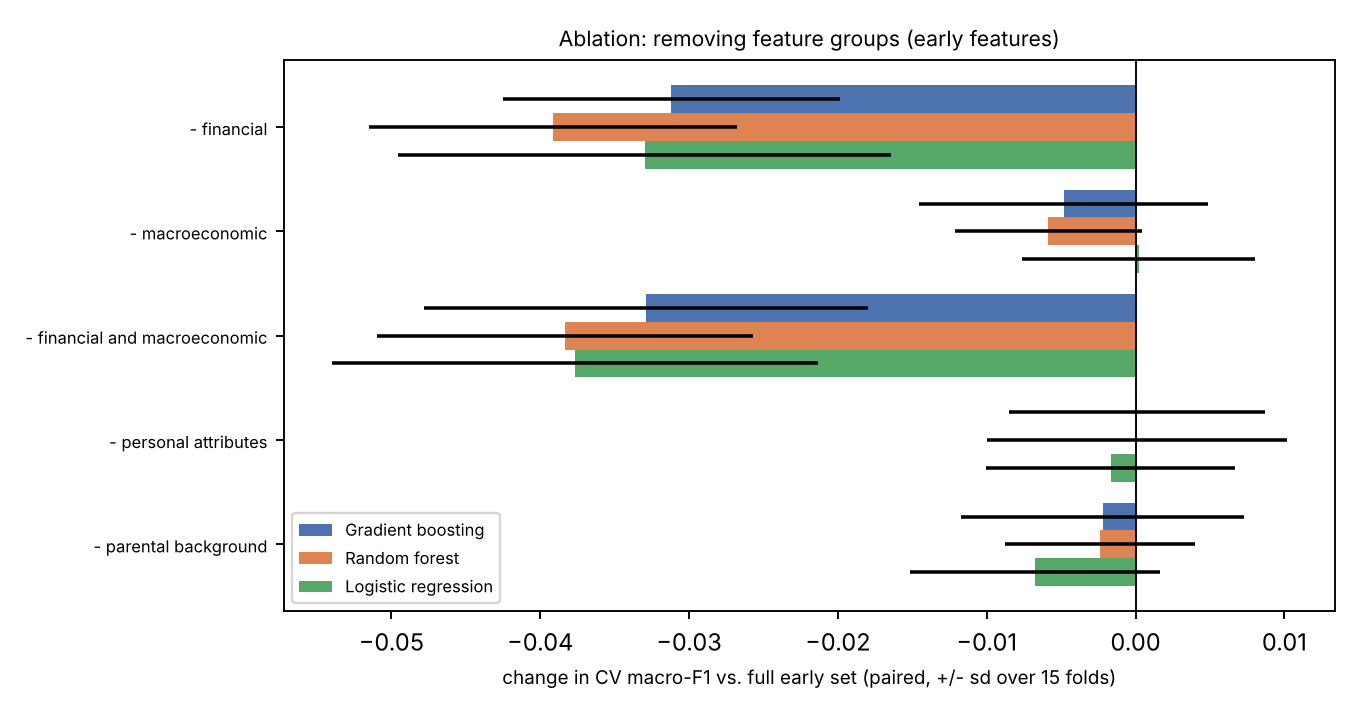 Ablation: removing feature groups (early features)
- financial
- macroeconomic
- financial and macroeconomic
- personal attributes
- parental background
Gradient boosting
Random forest
Logistic regression
−0.05 −0.04 −0.03 −0.02 −0.01 0.00 0.01
change in CV macro-F1 vs. full early set (paired, +/- sd over 15 folds)